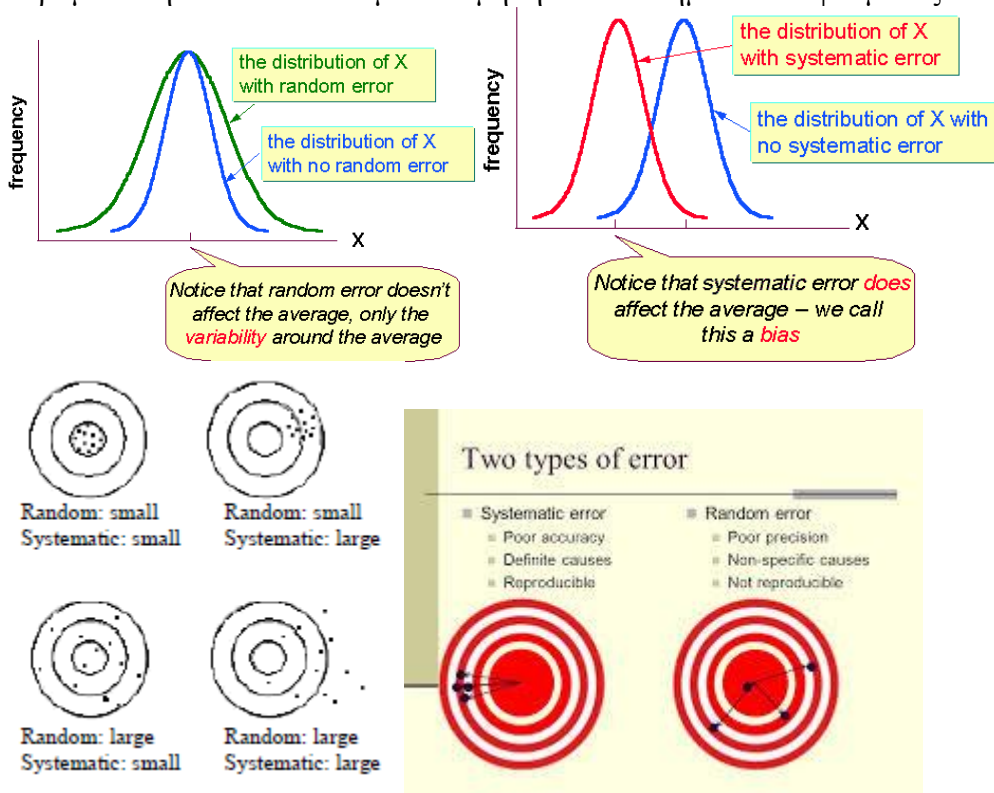 the distribution of X
with random error
the distribution of X
with no random error
frequency
X
Notice that random error doesn't
affect the average, only the
variability around the average
the distribution of X
with systematic error
the distribution of X with
no systematic error
frequency
X
Notice that systematic error does
affect the average – we call
this a bias
Random: small
Systematic: small
Random: small
Systematic: large
Random: large
Systematic: small
Random: large
Systematic: large
Two types of error
Systematic error
Poor accuracy
Definite causes
Reproducible
Random error
Poor precision
Non-specific causes
Not reproducible